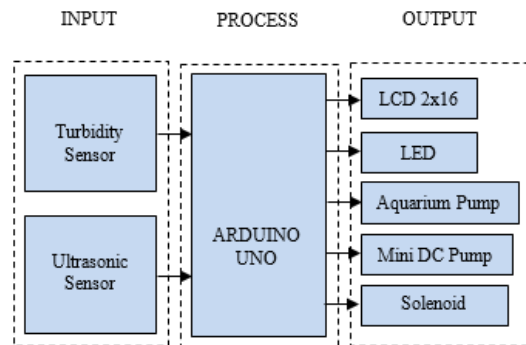 INPUT
PROCESS
OUTPUT
Turbidity
Sensor
Ultrasonic
Sensor
ARDUINO
UNO
LCD 2x16
LED
Aquarium Pump
Mini DC Pump
Solenoid